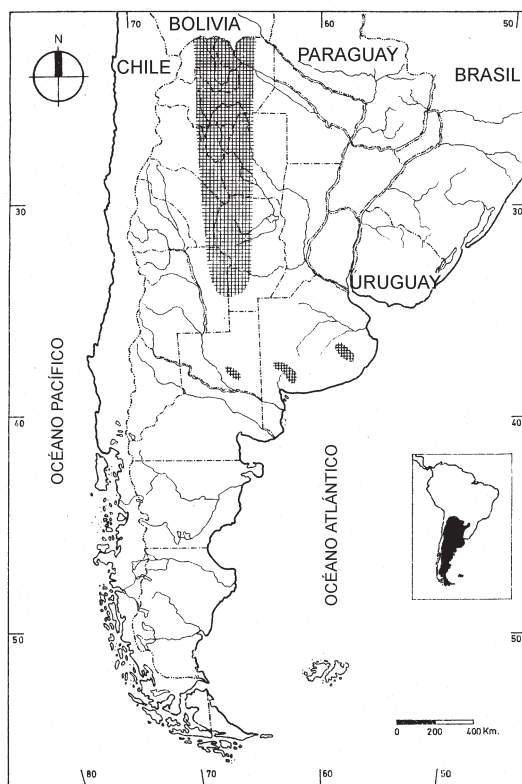 70 60 50
BOLIVIA
N
CHILE
PARAGUAY
BRASIL
30 30
URUGUAY
OCÉANO PACÍFICO
40 40
OCÉANO ATLÁNTICO
50 50
0 200 400 Km.
80 70 60 50